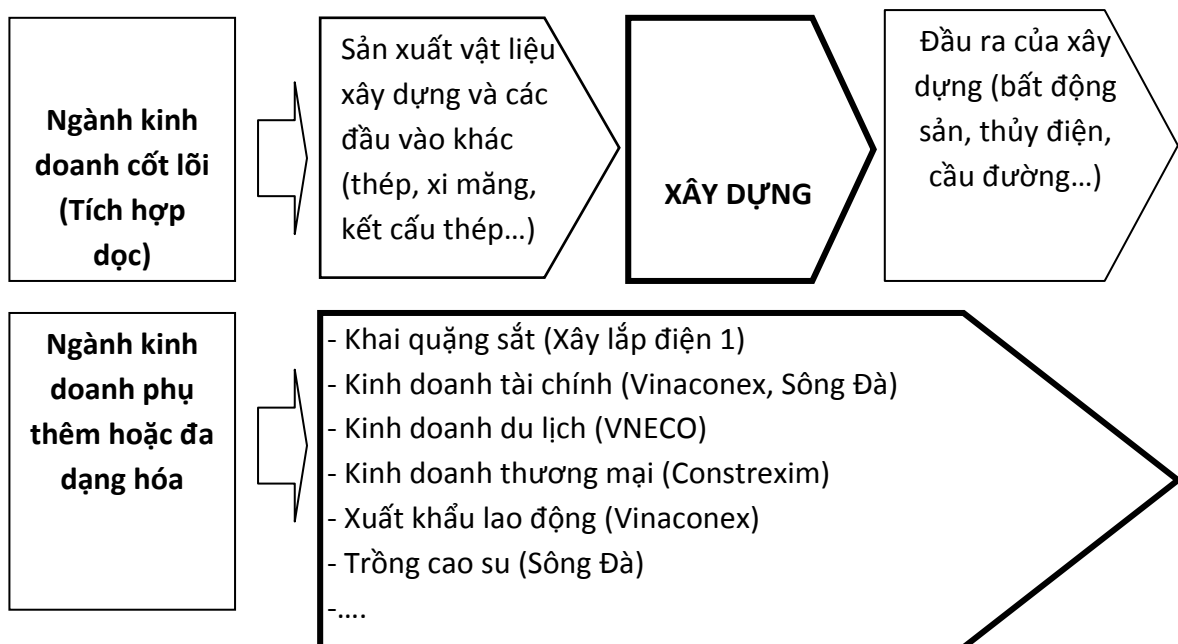 Ngành kinh
doanh cốt lõi
(Tích hợp
dọc)
Sản xuất vật liệu
xây dựng và các
đầu vào khác
(thép, xi măng,
kết cấu thép…)
XÂY DỰNG
Đầu ra của xây
dựng (bất động
sản, thủy điện,
cầu đường…)
Ngành kinh
doanh phụ
thêm hoặc đa
dạng hóa
- Khai quặng sắt (Xây lắp điện 1)
- Kinh doanh tài chính (Vinaconex, Sông Đà)
- Kinh doanh du lịch (VNECO)
- Kinh doanh thương mại (Constrexim)
- Xuất khẩu lao động (Vinaconex)
- Trồng cao su (Sông Đà)
-....